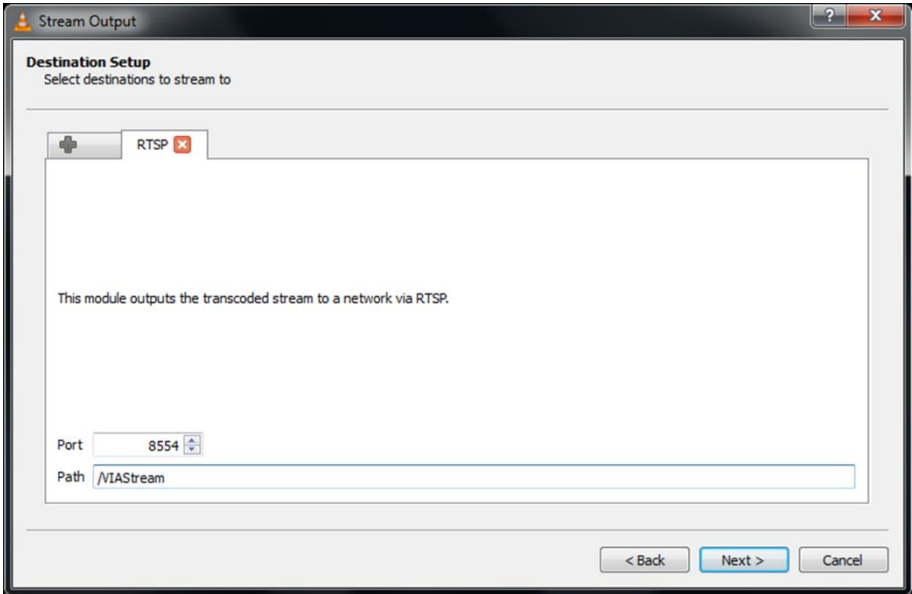 Stream Output
Destination Setup
Select destinations to stream to
RTSP
This module outputs the transcoded stream to a network via RTSP.
Port 8554
Path /VIAStream
< Back Next > Cancel